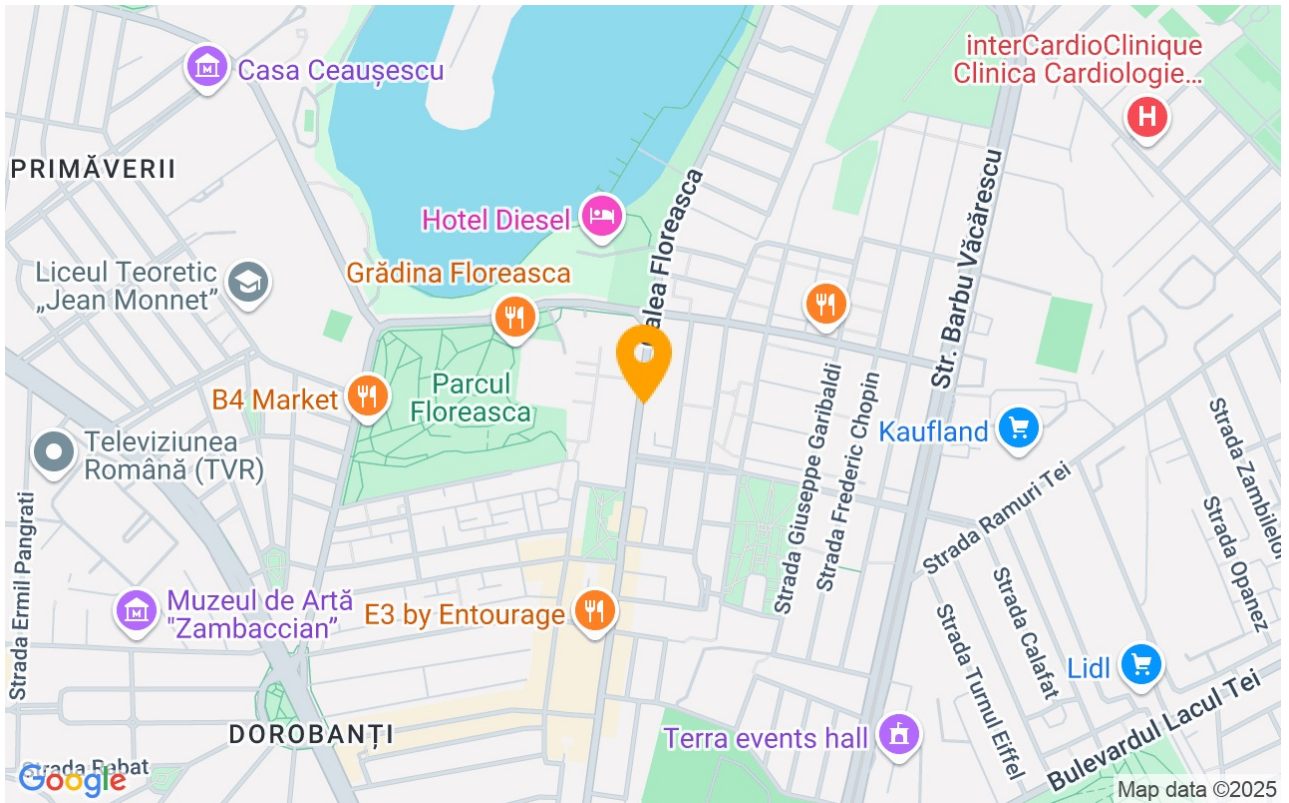 interCardioClinique
Clinica Cardiologie...
Casa Ceaușescu
H
PRIMĂVERII
Calea Floreasca
Str. Barbu Văcărescu
Hotel Diesel
Liceul Teoretic
„Jean Monnet”
Grădina Floreasca
Parcul
Floreasca
B4 Market
Strada Giuseppe Garibaldi
Strada Frederic Chopin
Kaufland
Televiziunea
Română (TVR)
Strada Zambilelor
Strada Ramuri Tei
Strada Opanez
Strada Ermil Pangrati
Muzeul de Artă
"Zambaccian”
E3 by Entourage
Strada Calafat
Strada Turnul Eiffel
Lidl
Bulevardul Lacul Tei
DOROBANȚI
Terra events hall
Strada Rabat
Google
Map data ©2025